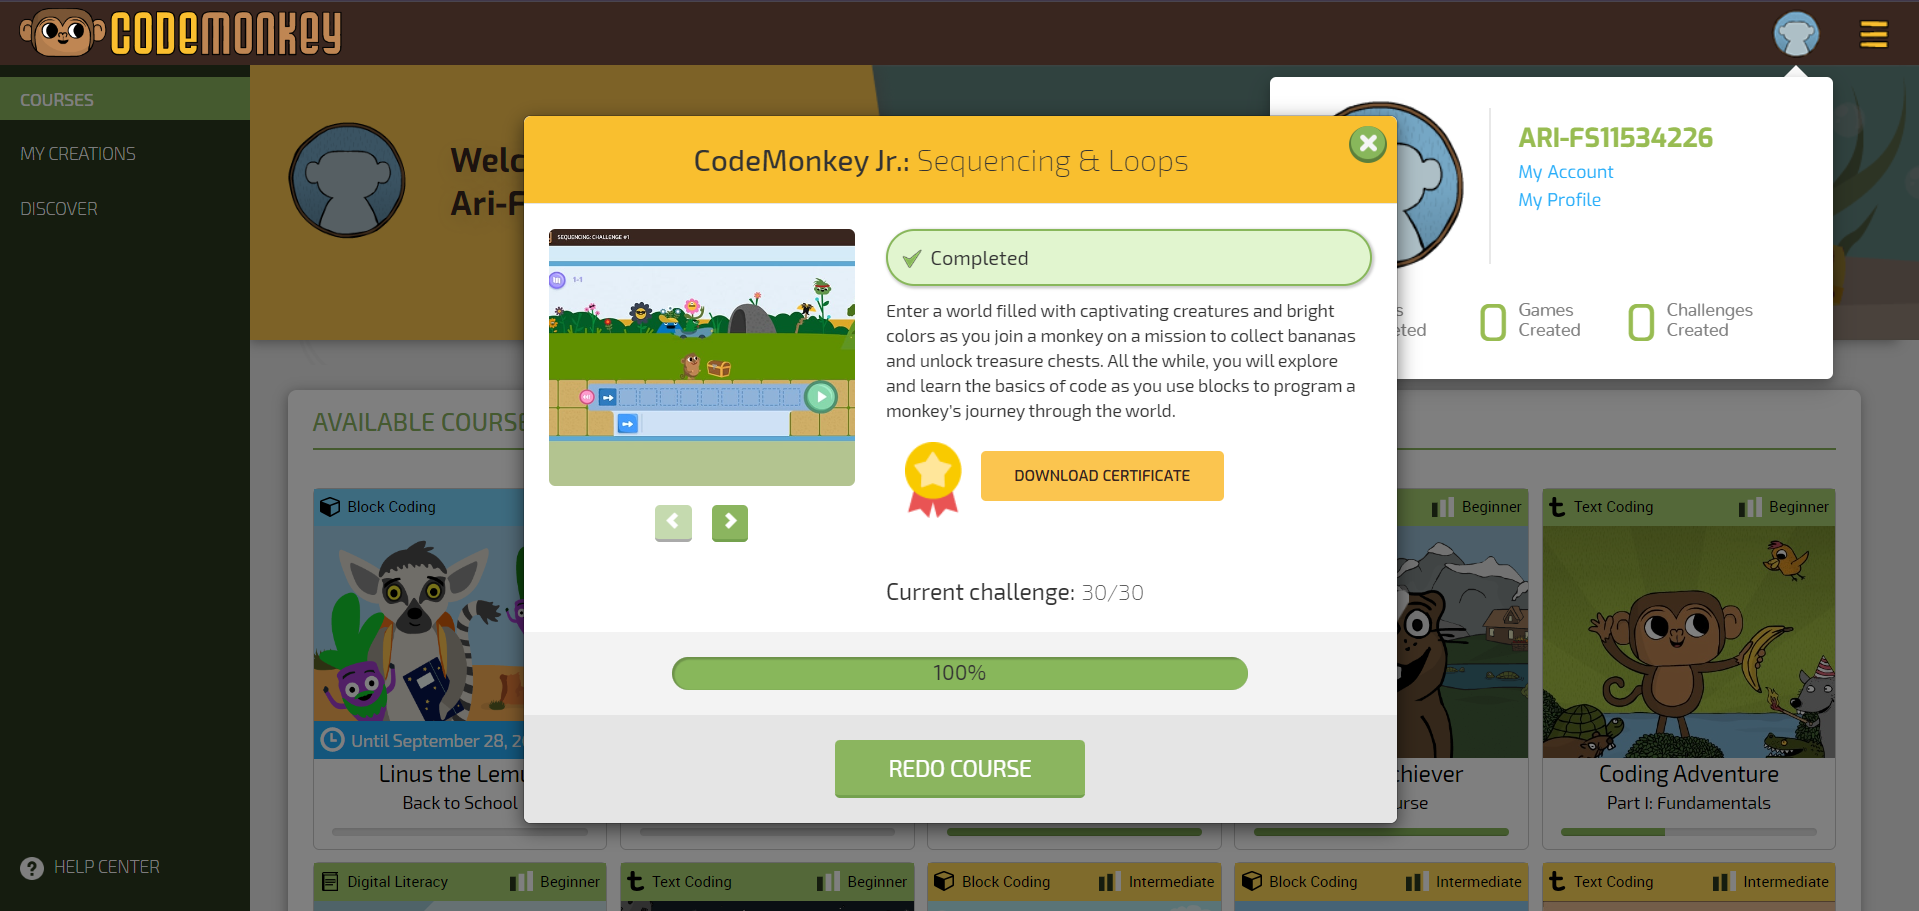 CODEMONKEY
COURSES
MY CREATIONS
DISCOVER
HELP CENTER
Welc
Ari-F
ARI-FS11534226
My Account
My Profile
0 Games Created
0 Challenges Created
CodeMonkey Jr.: Sequencing & Loops
SEQUENCING: CHALLENGE #1
1-1
Completed
Enter a world filled with captivating creatures and bright
colors as you join a monkey on a mission to collect bananas
and unlock treasure chests. All the while, you will explore
and learn the basics of code as you use blocks to program a
monkey's journey through the world.
DOWNLOAD CERTIFICATE
Current challenge: 30/30
100%
REDO COURSE
AVAILABLE COURSE
Block Coding
Until September 28, 2
Linus the Lemu
Back to School
Beginner
chiever
urse
Text Coding Beginner
Coding Adventure
Part I: Fundamentals
Digital Literacy Beginner
Text Coding Beginner
Block Coding Intermediate
Block Coding Intermediate
Text Coding Intermediate